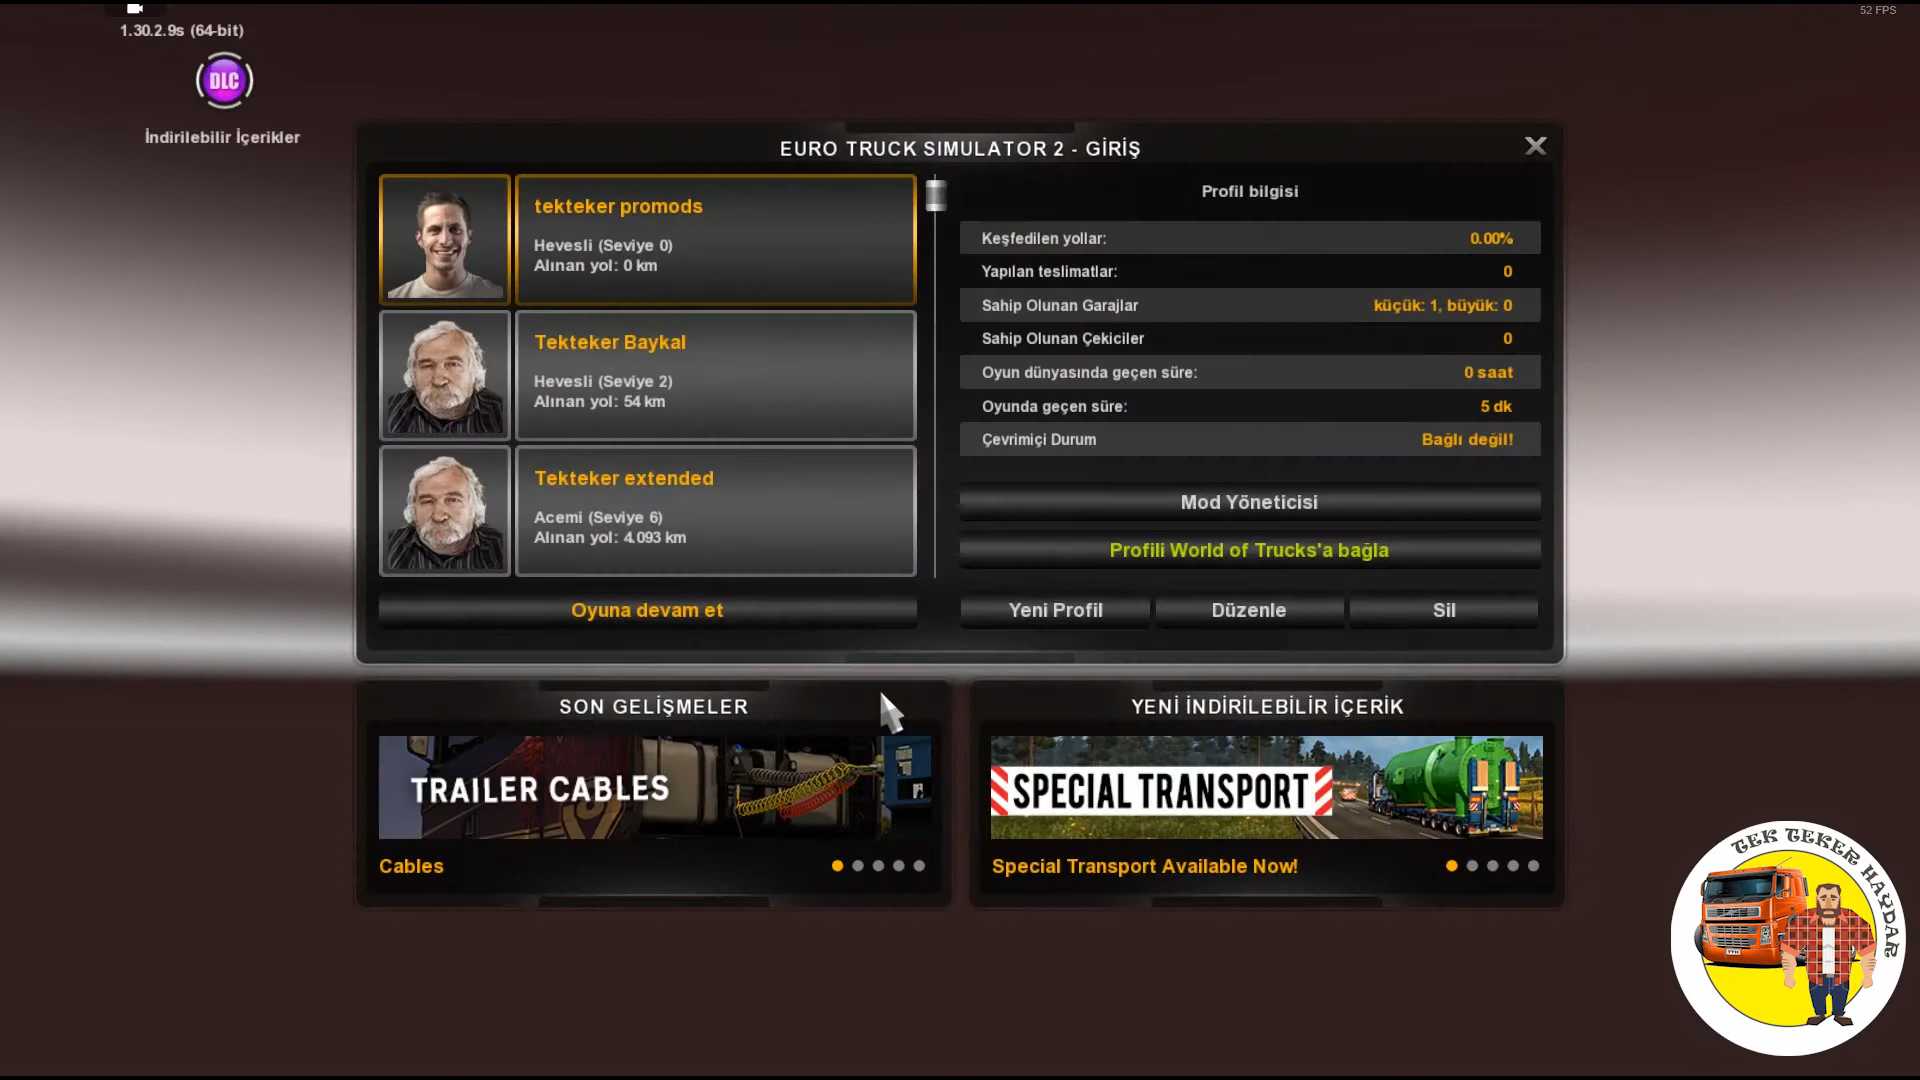 52 FPS
1.30.2.9s (64-bit)
DLC
İndirilebilir İçerikler
EURO TRUCK SIMULATOR 2 - GİRİŞ
tekteker promods
Hevesli (Seviye 0)
Alınan yol: 0 km
Tekteker Baykal
Hevesli (Seviye 2)
Alınan yol: 54 km
Tekteker extended
Acemi (Seviye 6)
Alınan yol: 4.093 km
Oyuna devam et
Profil bilgisi
Keşfedilen yollar: 0.00%
Yapılan teslimatlar: 0
Sahip Olunan Garajlar küçük: 1, büyük: 0
Sahip Olunan Çekiciler 0
Oyun dünyasında geçen süre: 0 saat
Oyunda geçen süre: 5 dk
Çevrimiçi Durum Bağlı değil!
Mod Yöneticisi
Profili World of Trucks'a bağla
Yeni Profil Düzenle Sil
SON GELİŞMELER
TRAILER CABLES
Cables
YENİ İNDİRİLEBİLİR İÇERİK
SPECIAL TRANSPORT
Special Transport Available Now!
TEK TEKER HAYDAR